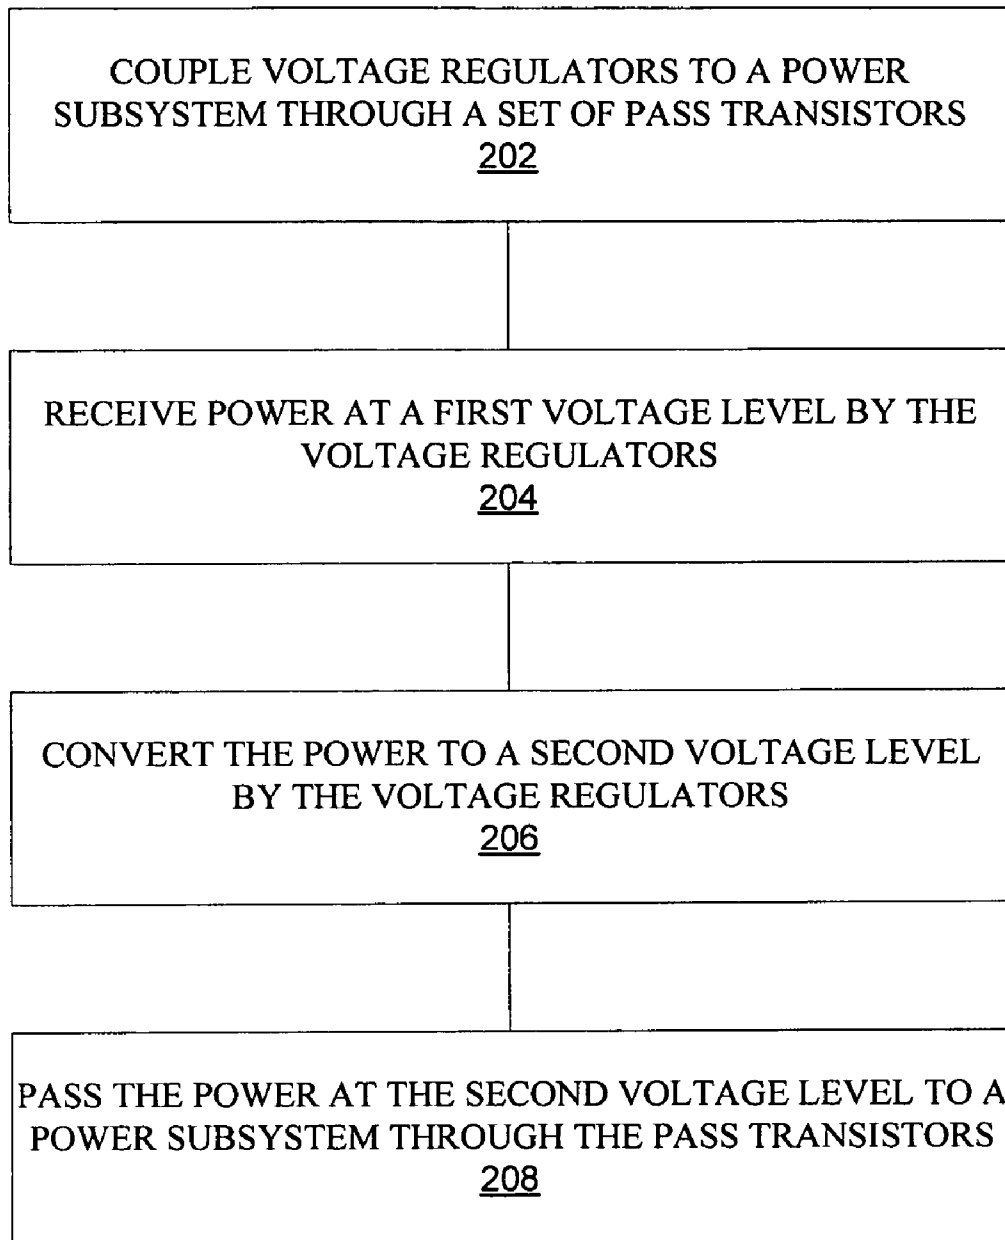 COUPLE VOLTAGE REGULATORS TO A POWER
SUBSYSTEM THROUGH A SET OF PASS TRANSISTORS
202
RECEIVE POWER AT A FIRST VOLTAGE LEVEL BY THE
VOLTAGE REGULATORS
204
CONVERT THE POWER TO A SECOND VOLTAGE LEVEL
BY THE VOLTAGE REGULATORS
206
PASS THE POWER AT THE SECOND VOLTAGE LEVEL TO A
POWER SUBSYSTEM THROUGH THE PASS TRANSISTORS
208